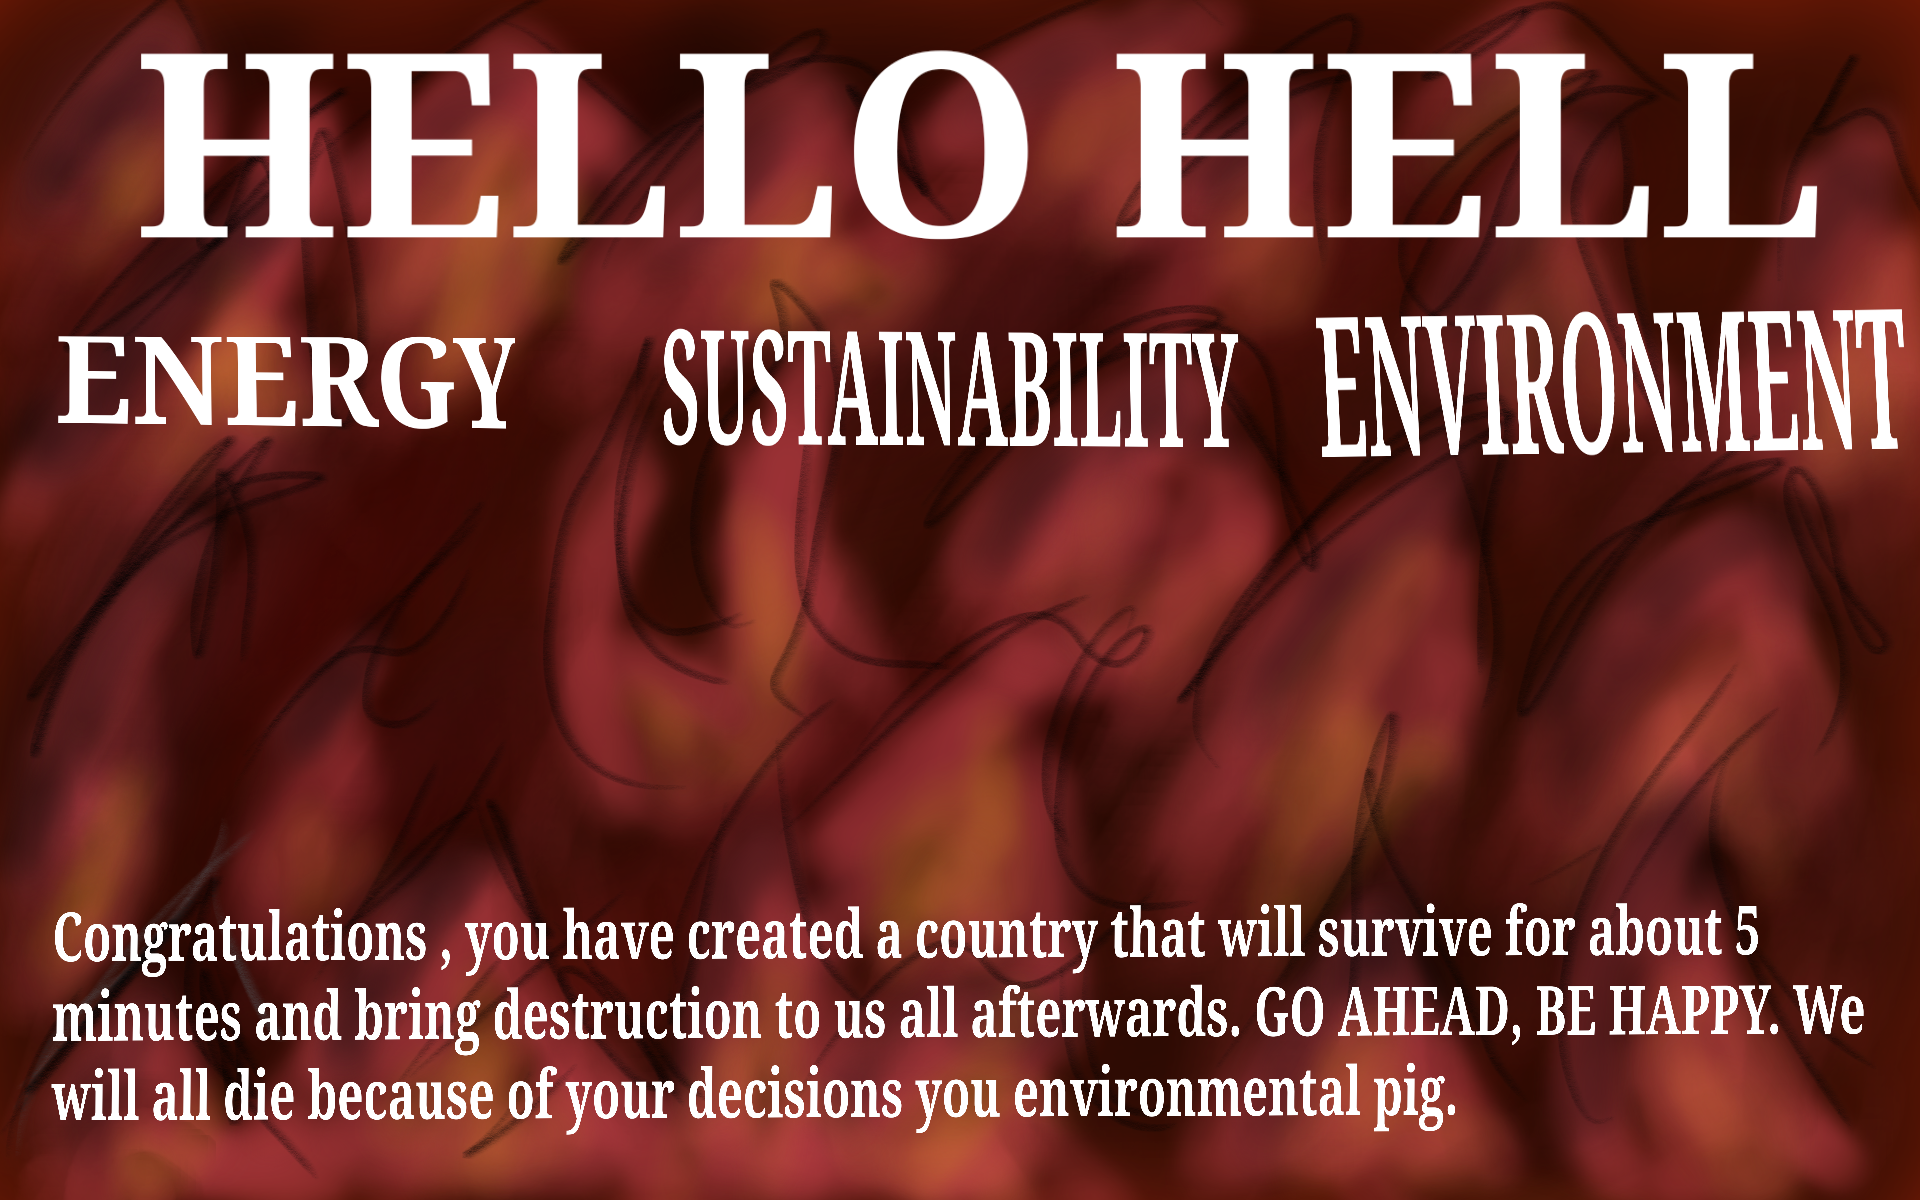 HELLO HELL
ENERGY SUSTAINABILITY ENVIRONMENT
Congratulations , you have created a country that will survive for about 5
minutes and bring destruction to us all afterwards. GO AHEAD, BE HAPPY. We
will all die because of your decisions you environmental pig.